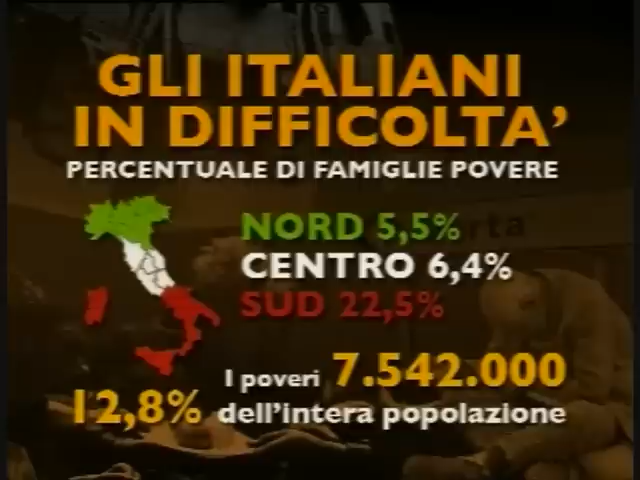 GLI ITALIANI
IN DIFFICOLTA'
PERCENTUALE DI FAMIGLIE POVERE
NORD 5,5%
CENTRO 6,4%
SUD 22,5%
I poveri 7.542.000
12,8% dell'intera popolazione